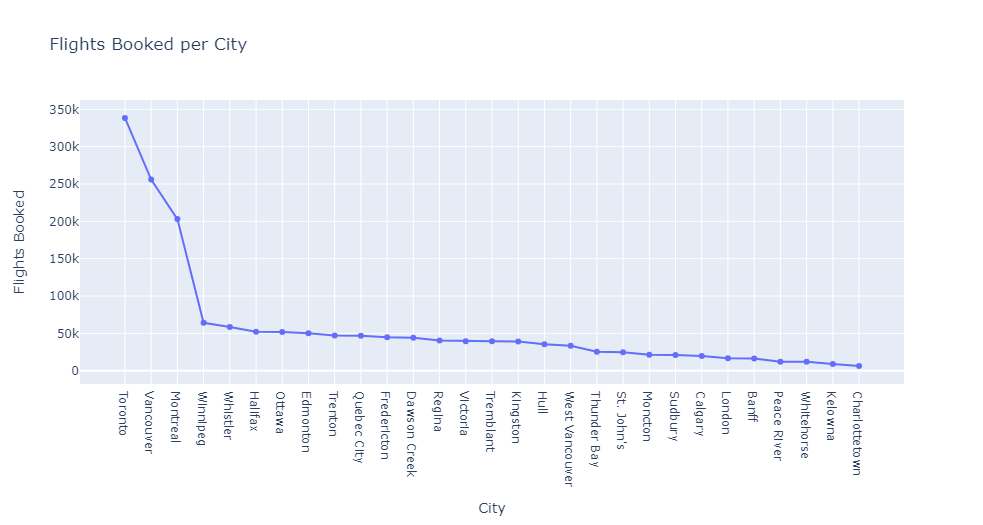 Flights Booked per City
350k
300k
250k
200k
150k
100k
50k
0
Flights Booked
Toronto
Vancouver
Montreal
Winnipeg
Whistler
Halifax
Ottawa
Edmonton
Trenton
Quebec City
Fredericton
Dawson Creek
Regina
Victoria
Tremblant
Kingston
Hull
West Vancouver
Thunder Bay
St. John's
Moncton
Sudbury
Calgary
London
Banff
Peace River
Whitehorse
Kelowna
Charlottetown
City